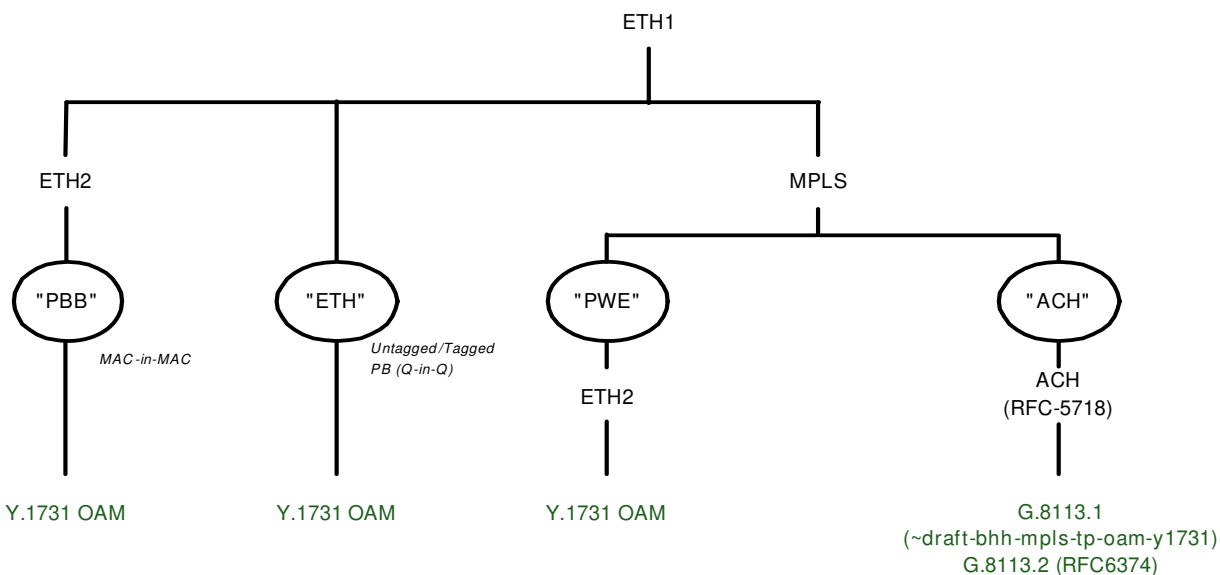 ETH1
ETH2
MPLS
"PBB"
"ETH"
"PWE"
"ACH"
MAC-in-MAC
Untagged/Tagged
PB (Q-in-Q)
ETH2
ACH
(RFC-5718)
Y.1731 OAM
Y.1731 OAM
Y.1731 OAM
G.8113.1
(~draft-bhh-mpls-tp-oam-y1731)
G.8113.2 (RFC6374)